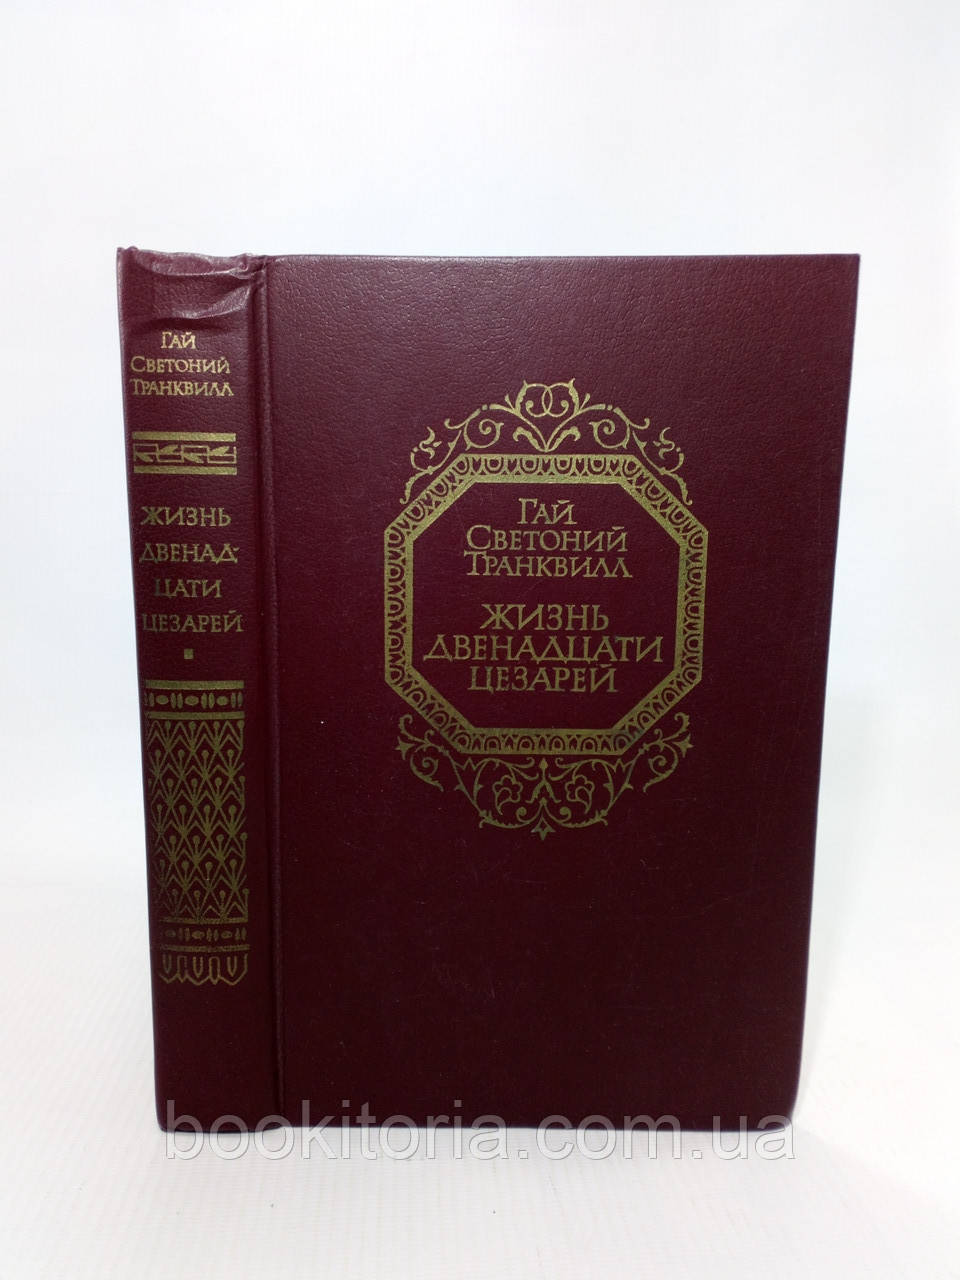 ГАЙ
СВЕТОНИЙ
ТРАНКВИЛЛ
ЖИЗНЬ
ДВЕНАД-
ЦАТИ
ЦЕЗАРЕЙ
ГАЙ
СВЕТОНИЙ
ТРАНКВИЛЛ
ЖИЗНЬ
ДВЕНАДЦАТИ
ЦЕЗАРЕЙ
bookitoria.com.ua